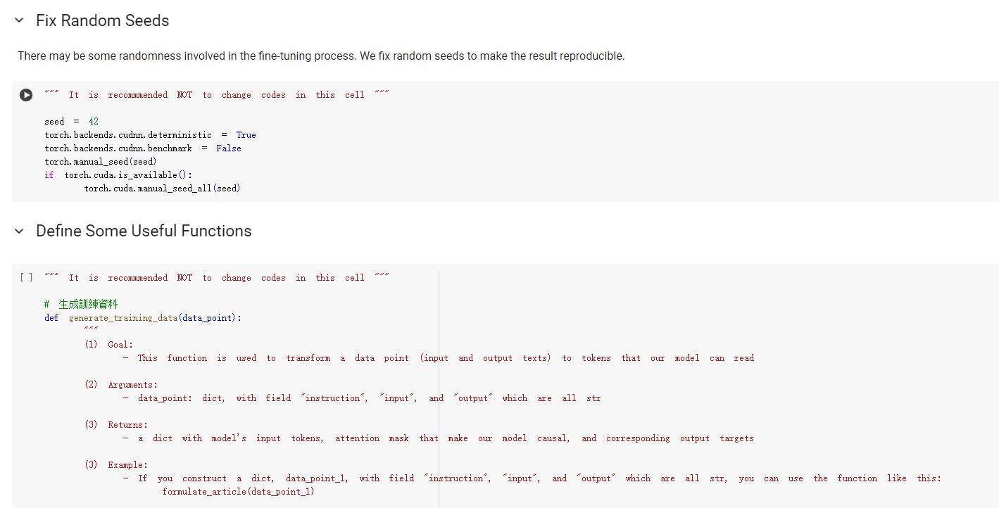 Fix Random Seeds
There may be some randomness involved in the fine-tuning process. We fix random seeds to make the result reproducible.
""" It is recommmended NOT to change codes in this cell """
seed = 42
torch.backends.cudnn.deterministic = True
torch.backends.cudnn.benchmark = False
torch.manual_seed(seed)
if torch.cuda.is_available():
torch.cuda.manual_seed_all(seed)
Define Some Useful Functions
[ ] """ It is recommmended NOT to change codes in this cell """
# 生成訓練資料
def generate_training_data(data_point):
"""
(1) Goal:
- This function is used to transform a data point (input and output texts) to tokens that our model can read
(2) Arguments:
- data_point: dict, with field "instruction", "input", and "output" which are all str
(3) Returns:
- a dict with model's input tokens, attention mask that make our model causal, and corresponding output targets
(3) Example:
- If you construct a dict, data_point_1, with field "instruction", "input", and "output" which are all str, you can use the function like this:
formulate_article(data_point_1)